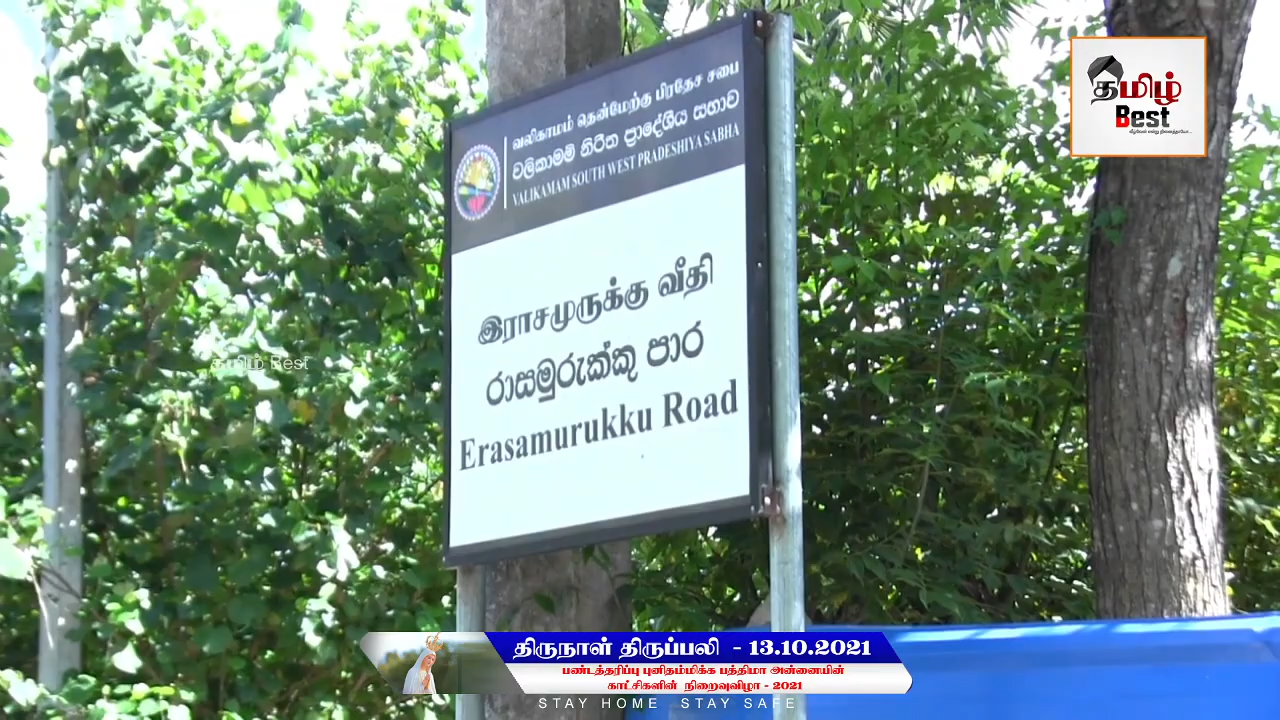 வலிகாமம் தென்மேற்கு பிரதேச சபை
වලිකාමම් නිරිත ප්‍රාදේශීය සභාව
VALIKAMAM SOUTH WEST PRADESHIYA SABHA
இராசமுருக்கு வீதி
රාසමුරුක්කු පාර
Erasamurukku Road
தமிழ்
Best
தமிழ் Best
திருநாள் திருப்பலி - 13.10.2021
பண்டத்தரிப்பு புனிதம்மிக்க பத்திமா அன்னையின்
காட்சிகளின் நிறைவுவிழா - 2021
STAY HOME STAY SAFE